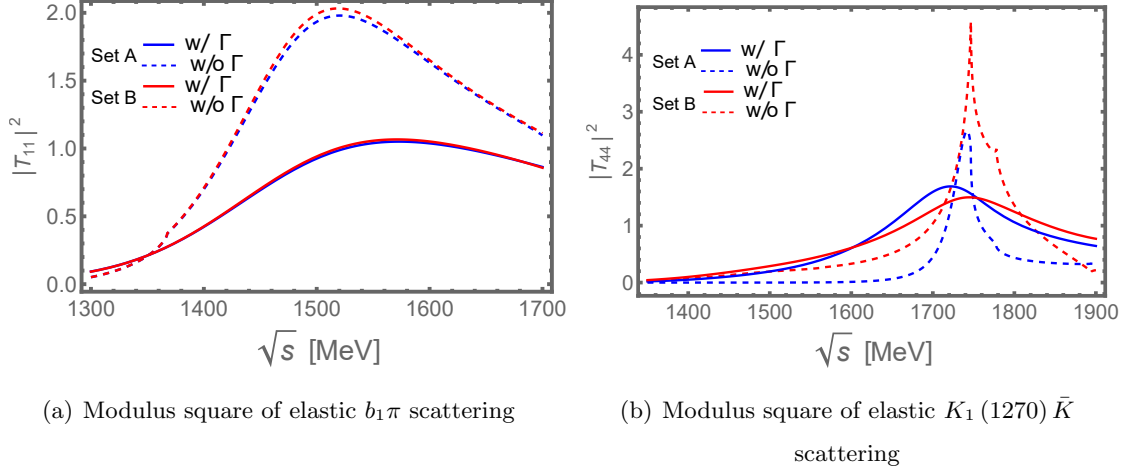 2.0
1.5
1.0
0.5
0.0
|T₁₁|²
Set A
w/ Γ
w/o Γ
Set B
w/ Γ
w/o Γ
1300 1400 1500 1600 1700
√s [MeV]
4
3
2
1
0
|T₄₄|²
Set A
w/ Γ
w/o Γ
Set B
w/ Γ
w/o Γ
1400 1500 1600 1700 1800 1900
√s [MeV]
(a) Modulus square of elastic b₁π scattering
(b) Modulus square of elastic K₁ (1270) K̄
scattering